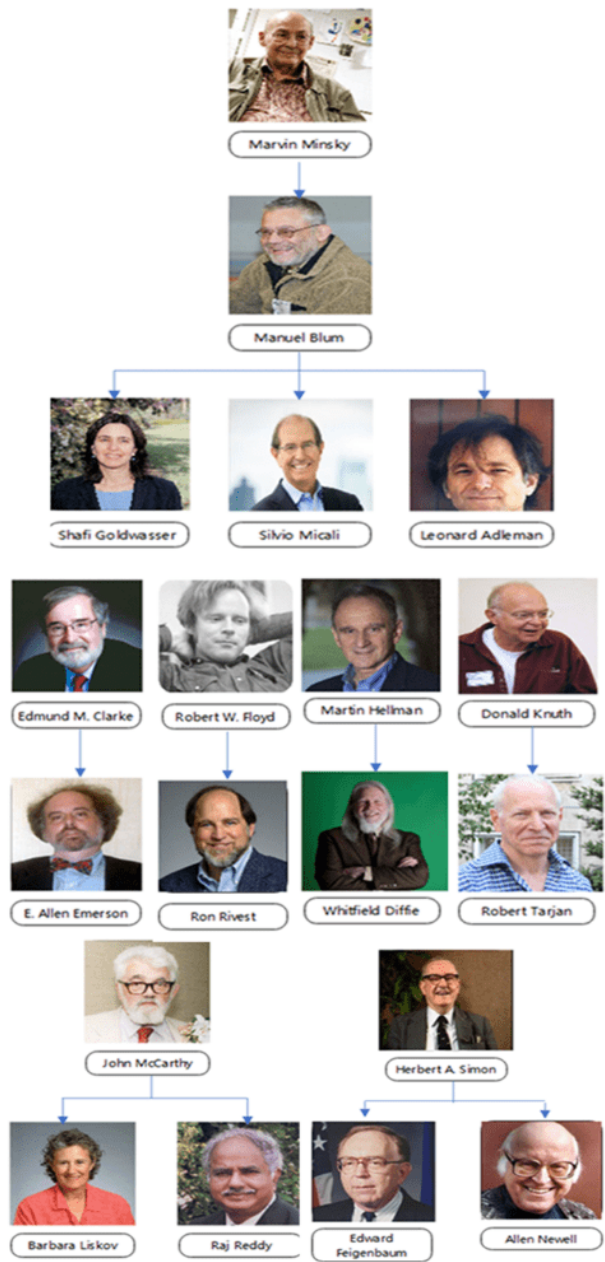 Marvin Minsky
Manuel Blum
Shafi Goldwasser
Silvio Micali
Leonard Adleman
Edmund M. Clarke
Robert W. Floyd
Martin Hellman
Donald Knuth
E. Allen Emerson
Ron Rivest
Whitfield Diffie
Robert Tarjan
John McCarthy
Herbert A. Simon
Barbara Liskov
Raj Reddy
Edward
Feigenbaum
Allen Newell